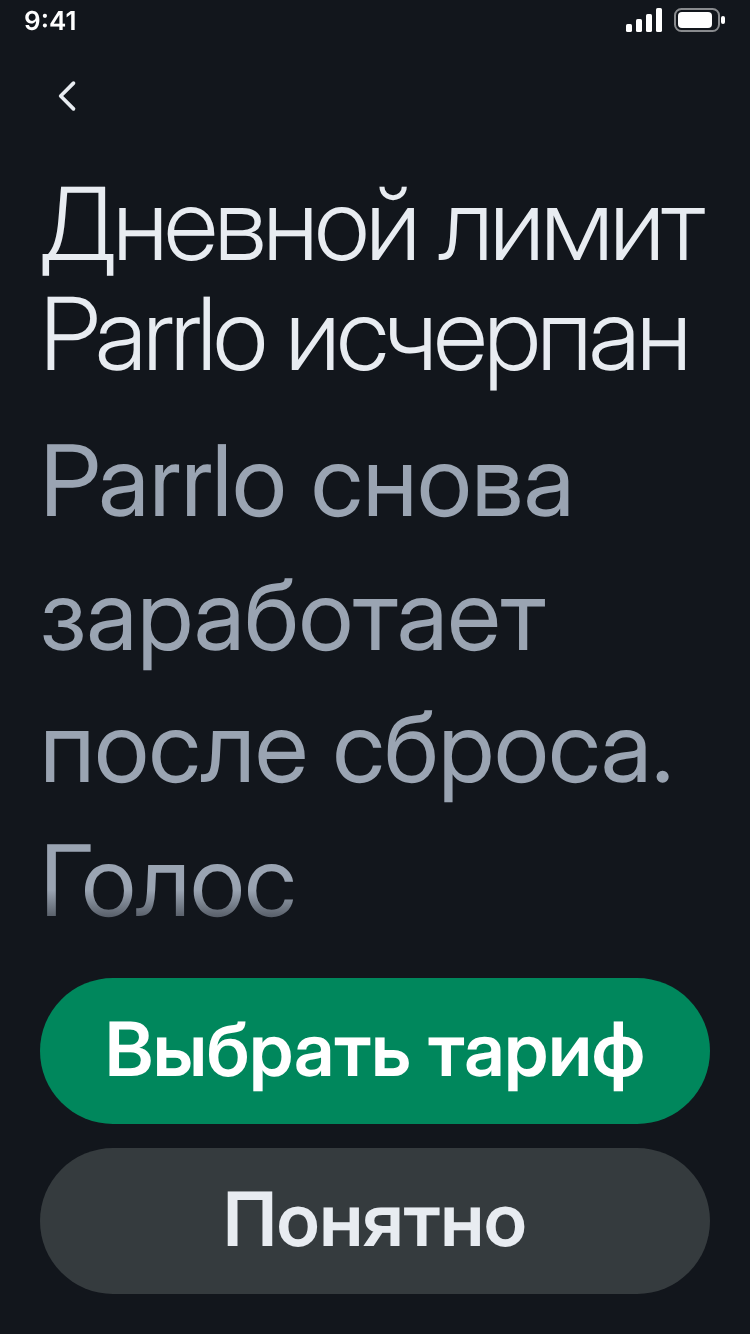 9:41
Дневной лимит
Parrlo исчерпан
Parrlo снова
заработает
после сброса.
Голос
Выбрать тариф
Понятно